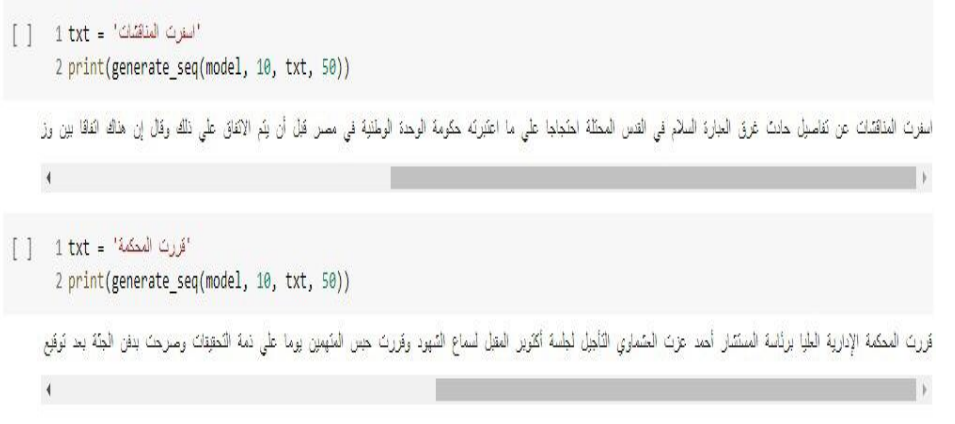 [ ] 1 txt = 'اسفرت المناقشات'
2 print(generate_seq(model, 10, txt, 50))
اسفرت المناقشات عن تفاصيل حادث غرق العبارة السلام في القدس المحتلة احتجاجا علي ما اعتبرته حكومة الوحدة الوطنية في مصر قبل أن يتم الاتفاق علي ذلك وقال إن هناك اتفاقا بين وز
[ ] 1 txt = 'قررت المحكمة'
2 print(generate_seq(model, 10, txt, 50))
قررت المحكمة الإدارية العليا برئاسة المستشار أحمد عزت العشماوي التأجيل لجلسة أكتوبر المقبل لسماع الشهود وقررت حبس المتهمين يوما علي ذمة التحقيقات وصرحت بدفن الجثة بعد توقيع